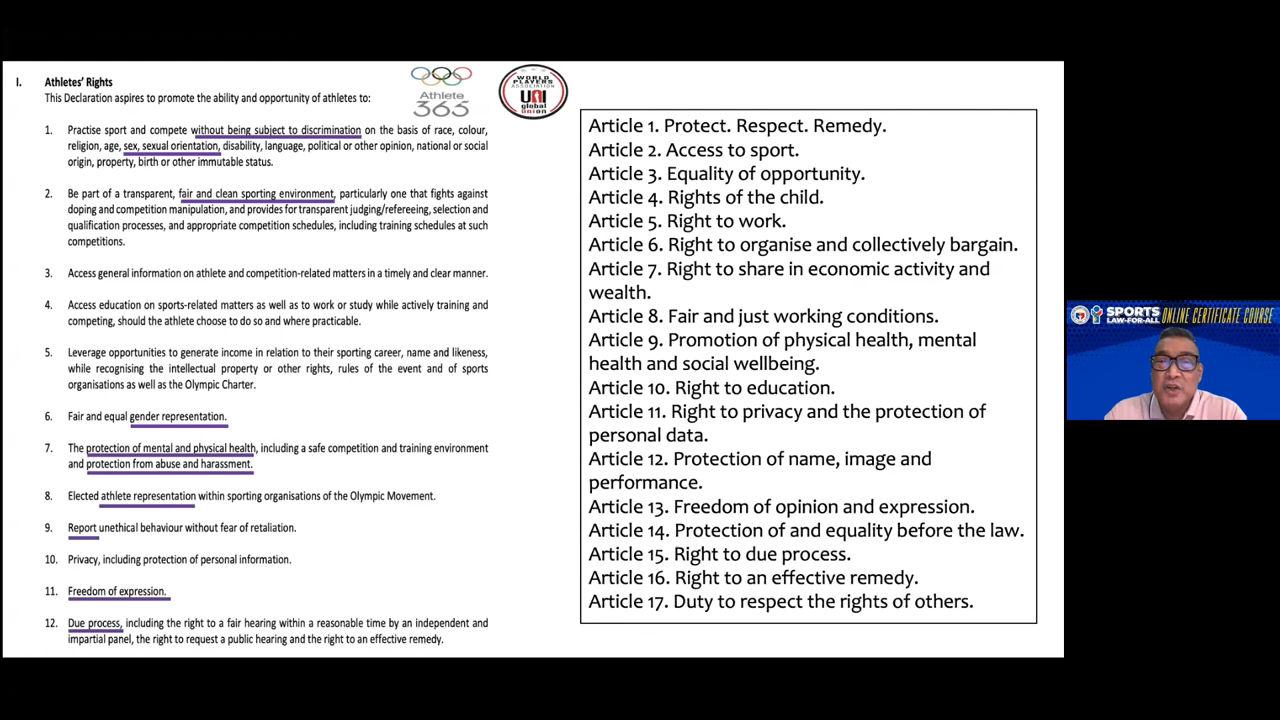 I. Athletes' Rights
This Declaration aspires to promote the ability and opportunity of athletes to:
1. Practise sport and compete without being subject to discrimination on the basis of race, colour,
religion, age, sex, sexual orientation, disability, language, political or other opinion, national or social
origin, property, birth or other immutable status.
2. Be part of a transparent, fair and clean sporting environment, particularly one that fights against
doping and competition manipulation, and provides for transparent judging/refereeing, selection and
qualification processes, and appropriate competition schedules, including training schedules at such
competitions.
3. Access general information on athlete and competition-related matters in a timely and clear manner.
4. Access education on sports-related matters as well as to work or study while actively training and
competing, should the athlete choose to do so and where practicable.
5. Leverage opportunities to generate income in relation to their sporting career, name and likeness,
while recognising the intellectual property or other rights, rules of the event and of sports
organisations as well as the Olympic Charter.
6. Fair and equal gender representation.
7. The protection of mental and physical health, including a safe competition and training environment
and protection from abuse and harassment.
8. Elected athlete representation within sporting organisations of the Olympic Movement.
9. Report unethical behaviour without fear of retaliation.
10. Privacy, including protection of personal information.
11. Freedom of expression.
12. Due process, including the right to a fair hearing within a reasonable time by an independent and
impartial panel, the right to request a public hearing and the right to an effective remedy.
Athlete
365
WORLD
PLAYERS
ASSOCIATION
UNI
global
union
Article 1. Protect. Respect. Remedy.
Article 2. Access to sport.
Article 3. Equality of opportunity.
Article 4. Rights of the child.
Article 5. Right to work.
Article 6. Right to organise and collectively bargain.
Article 7. Right to share in economic activity and
wealth.
Article 8. Fair and just working conditions.
Article 9. Promotion of physical health, mental
health and social wellbeing.
Article 10. Right to education.
Article 11. Right to privacy and the protection of
personal data.
Article 12. Protection of name, image and
performance.
Article 13. Freedom of opinion and expression.
Article 14. Protection of and equality before the law.
Article 15. Right to due process.
Article 16. Right to an effective remedy.
Article 17. Duty to respect the rights of others.
SPORTS
LAW-FOR-ALL
ONLINE CERTIFICATE COURSE